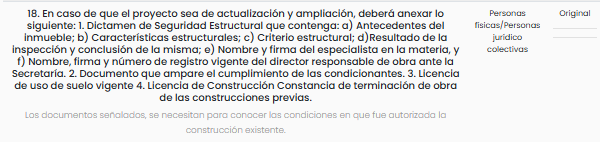 18. En caso de que el proyecto sea de actualización y ampliación, deberá anexar lo
siguiente: 1. Dictamen de Seguridad Estructural que contenga: a) Antecedentes del
inmueble; b) Características estructurales; c) Criterio estructural; d)Resultado de la
inspección y conclusión de la misma; e) Nombre y firma del especialista en la materia, y
f) Nombre, firma y número de registro vigente del director responsable de obra ante la
Secretaría. 2. Documento que ampare el cumplimiento de las condicionantes. 3. Licencia
de uso de suelo vigente 4. Licencia de Construcción Constancia de terminación de obra
de las construcciones previas.
Los documentos señalados, se necesitan para conocer las condiciones en que fue autorizada la
construcción existente.
Personas
físicas/Personas
jurídico
colectivas
Original